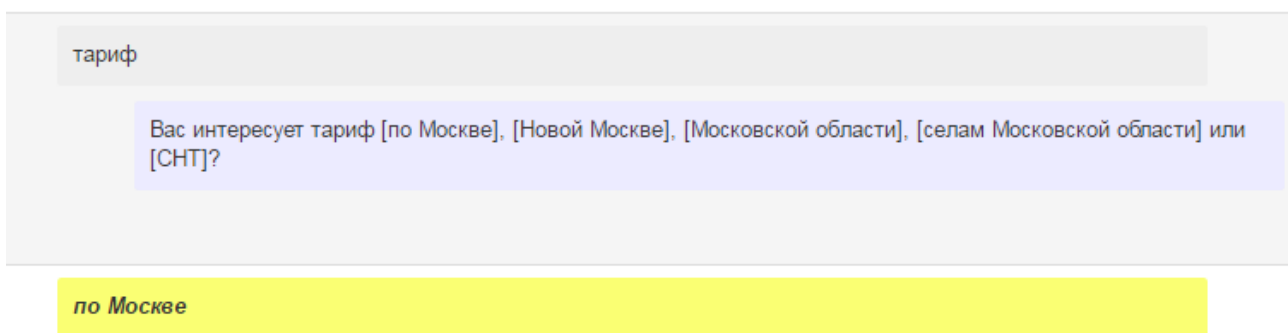 тариф
Вас интересует тариф [по Москве], [Новой Москве], [Московской области], [селам Московской области] или
[СНТ]?
по Москве